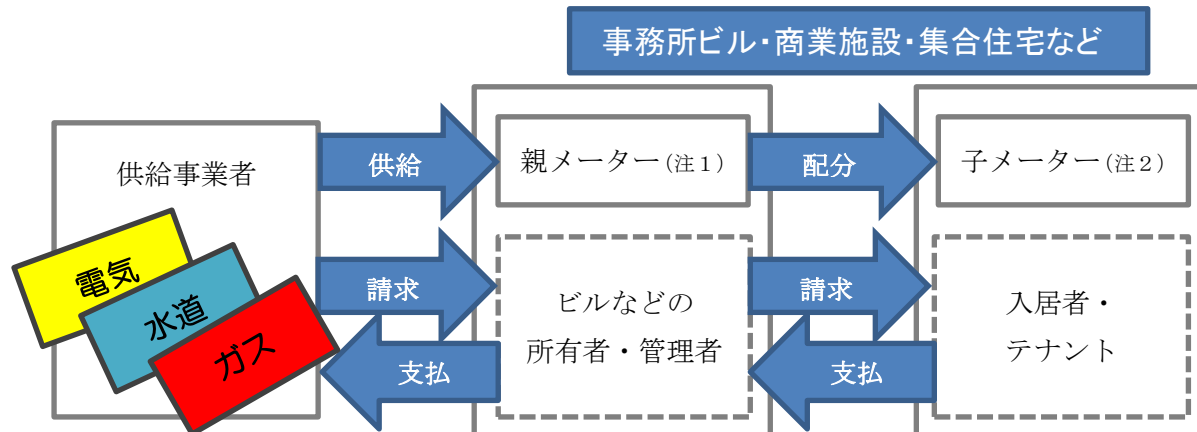 事務所ビル・商業施設・集合住宅など
供給事業者
電気
水道
ガス
供給
請求
支払
親メーター(注1)
ビルなどの
所有者・管理者
配分
請求
支払
子メーター(注2)
入居者・
テナント